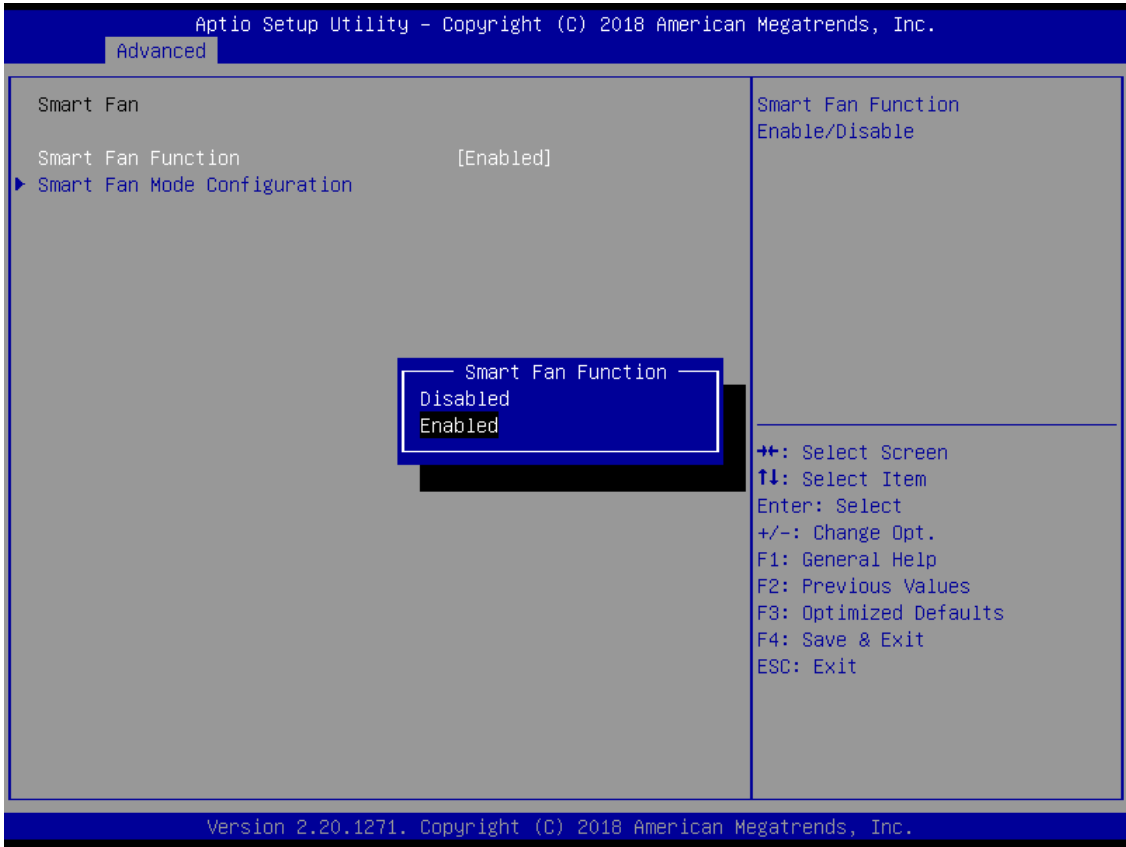 Aptio Setup Utility – Copyright (C) 2018 American Megatrends, Inc.
Advanced
Smart Fan
Smart Fan Function [Enabled]
Smart Fan Mode Configuration
Smart Fan Function
Enable/Disable
Smart Fan Function
Disabled
Enabled
→←: Select Screen
↑↓: Select Item
Enter: Select
+/-: Change Opt.
F1: General Help
F2: Previous Values
F3: Optimized Defaults
F4: Save & Exit
ESC: Exit
Version 2.20.1271. Copyright (C) 2018 American Megatrends, Inc.